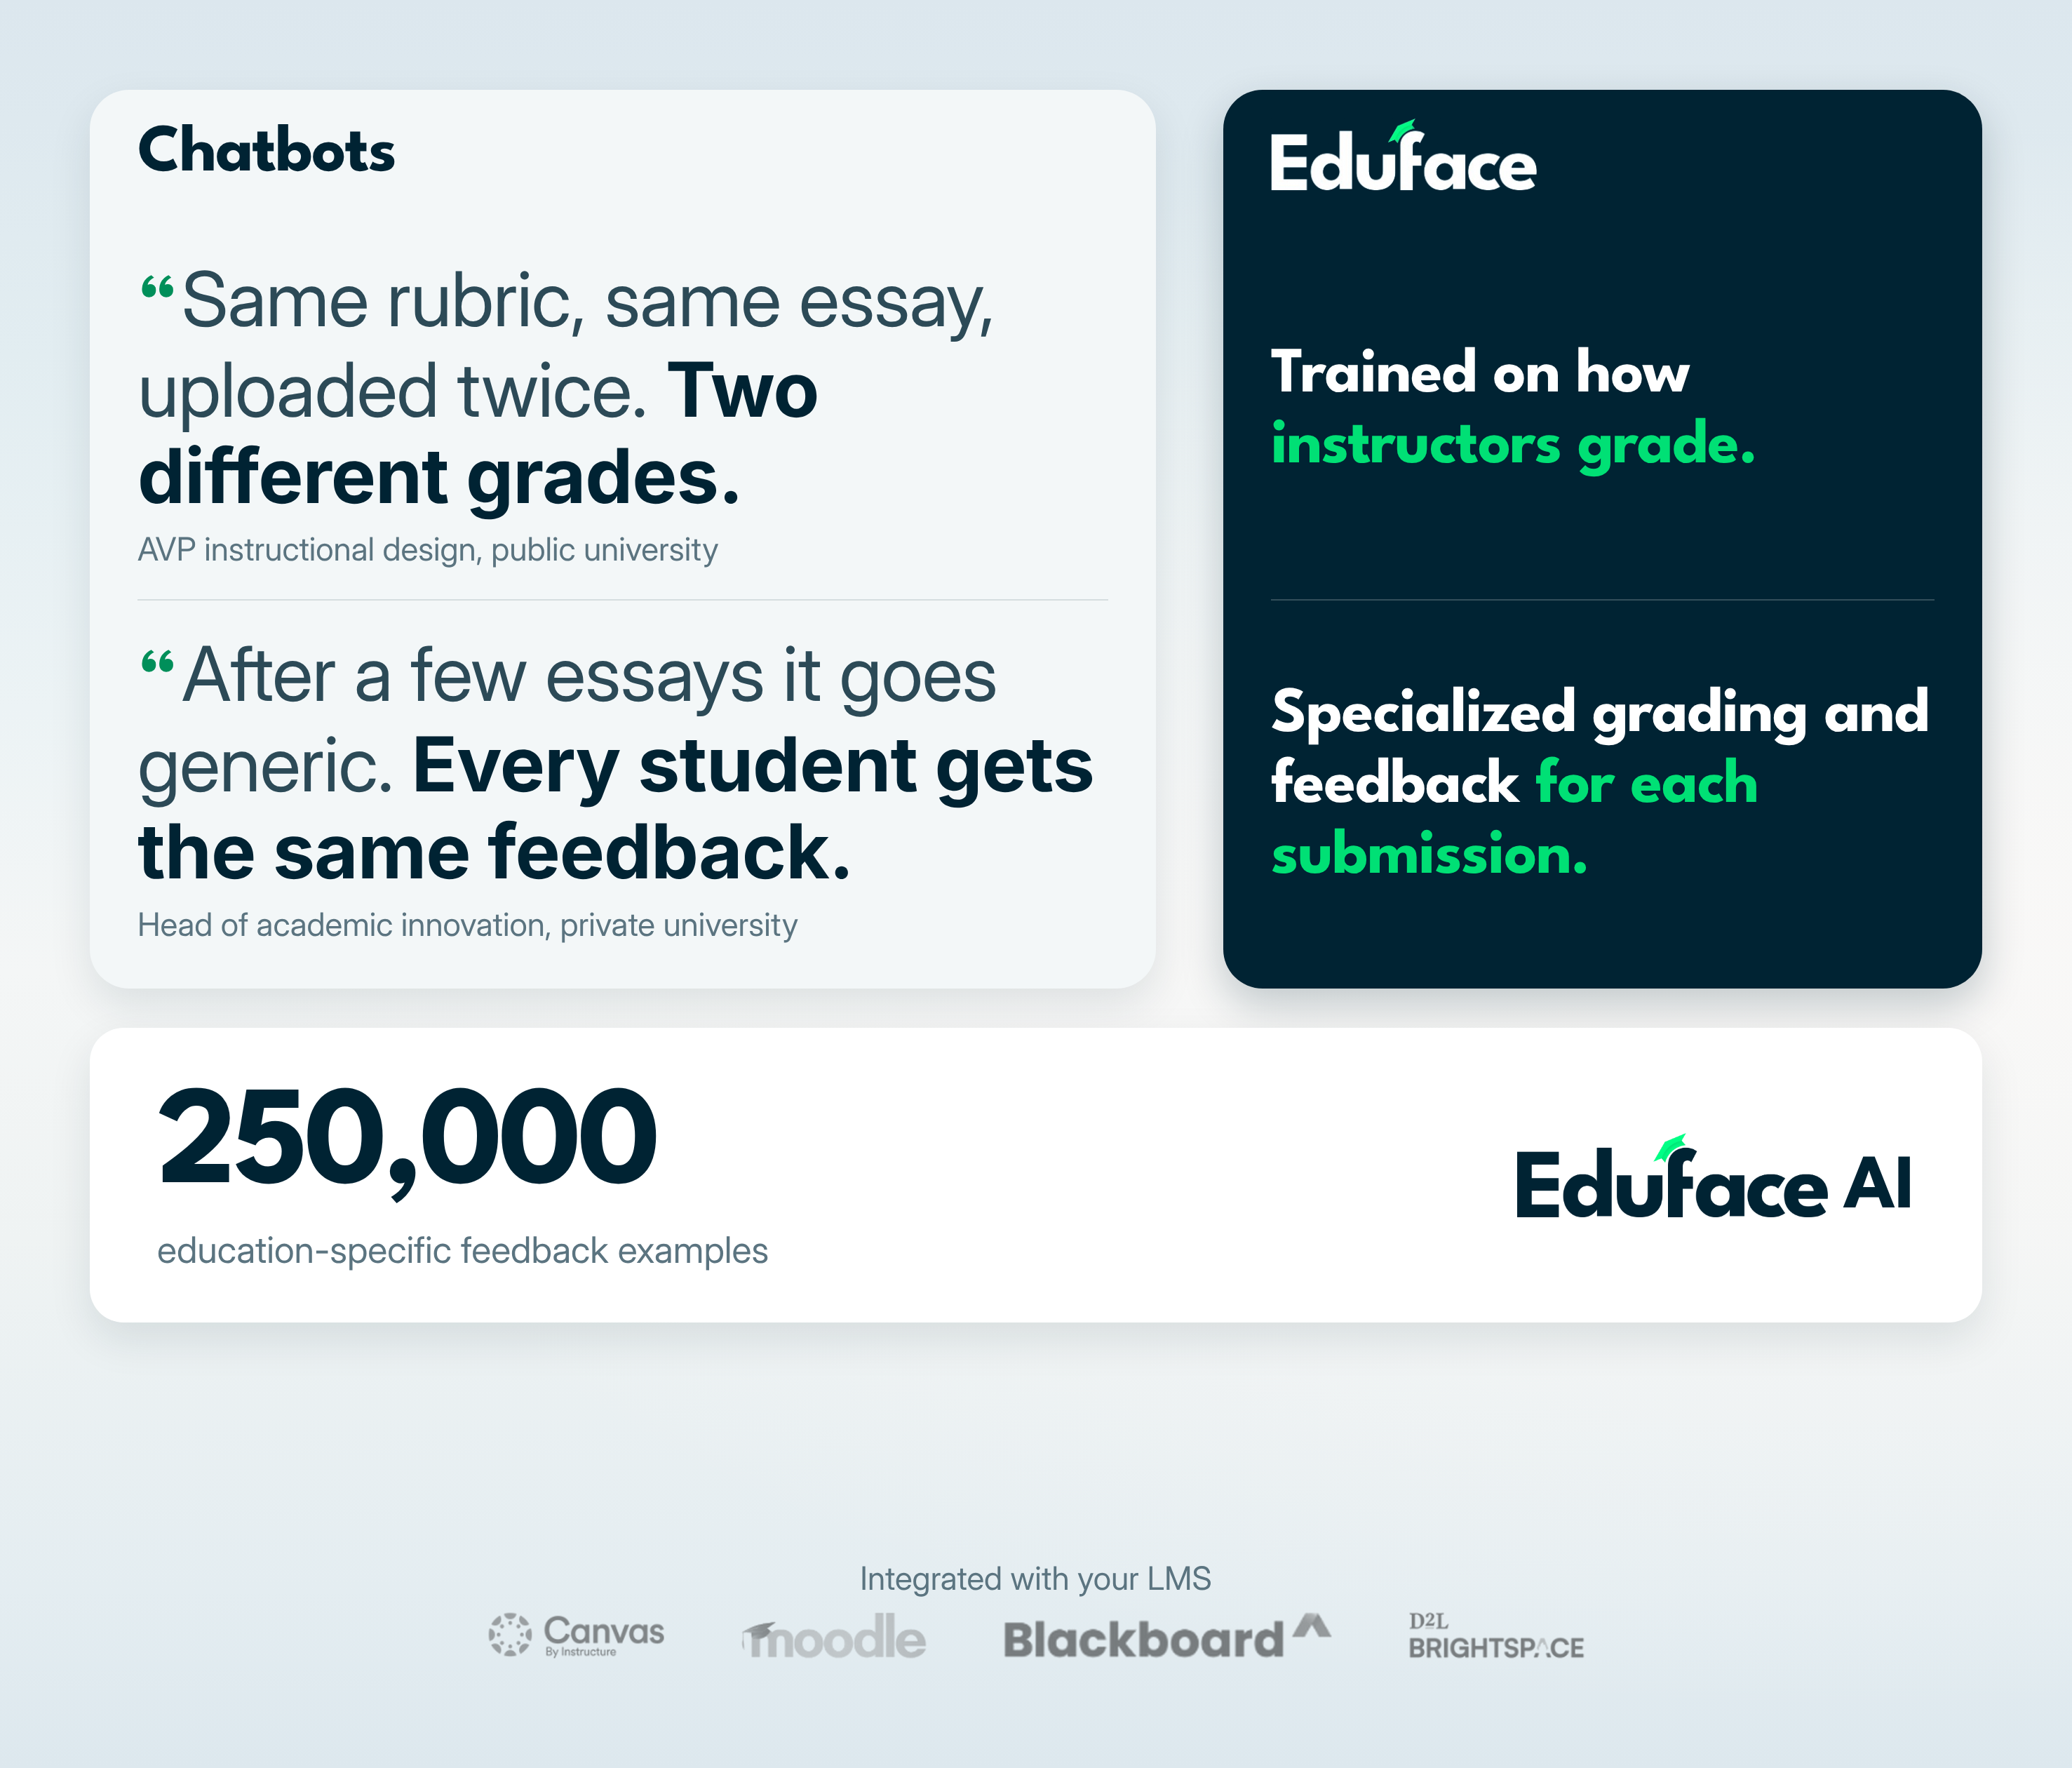 Chatbots
“Same rubric, same essay,
uploaded twice. Two
different grades.
AVP instructional design, public university
“After a few essays it goes
generic. Every student gets
the same feedback.
Head of academic innovation, private university
Eduface
Trained on how
instructors grade.
Specialized grading and
feedback for each
submission.
250,000
education-specific feedback examples
Eduface AI
Integrated with your LMS
Canvas
By Instructure
moodle
Blackboard
D2L
BRIGHTSPACE